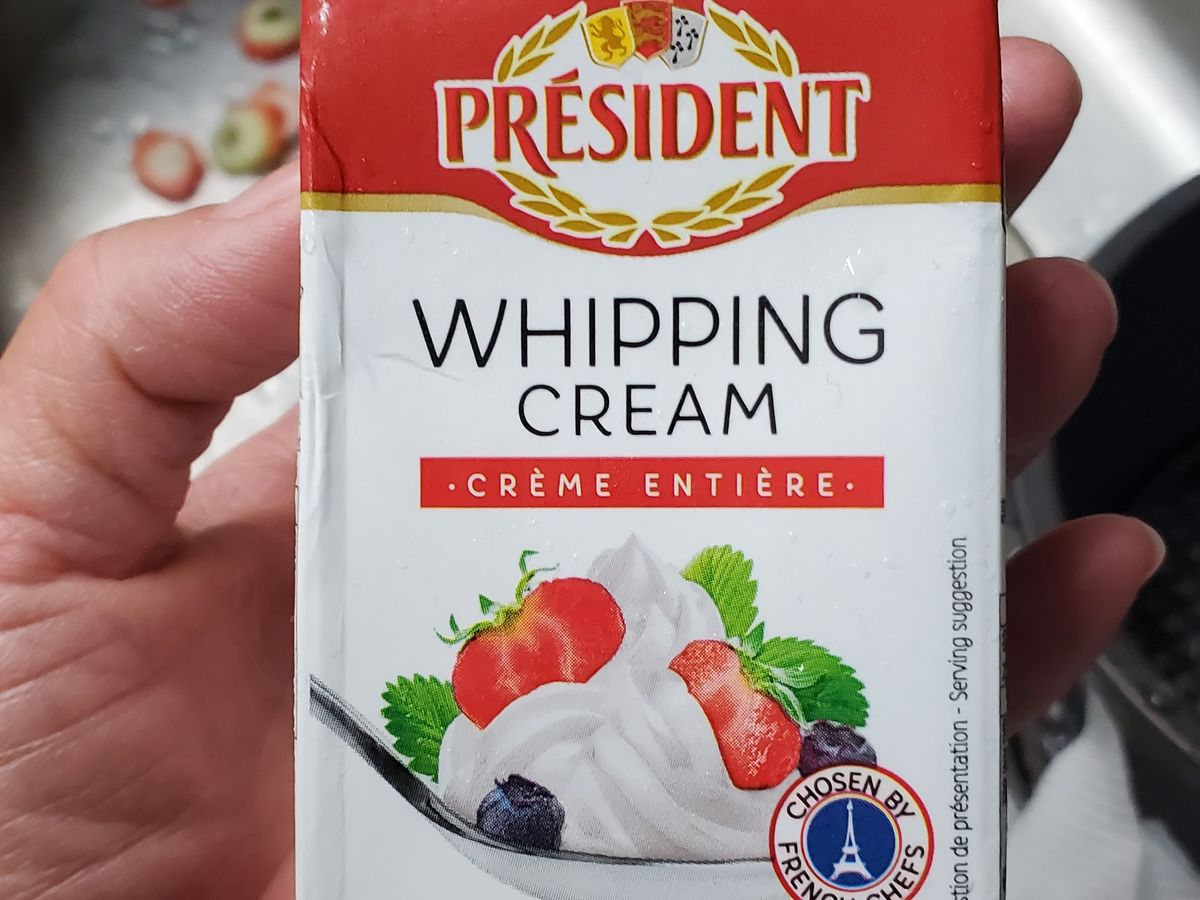 PRÉSIDENT
WHIPPING
CREAM
·CRÈME ENTIÈRE·
de présentation - Serving suggestion
CHOSEN BY
FRENCH CHEFS